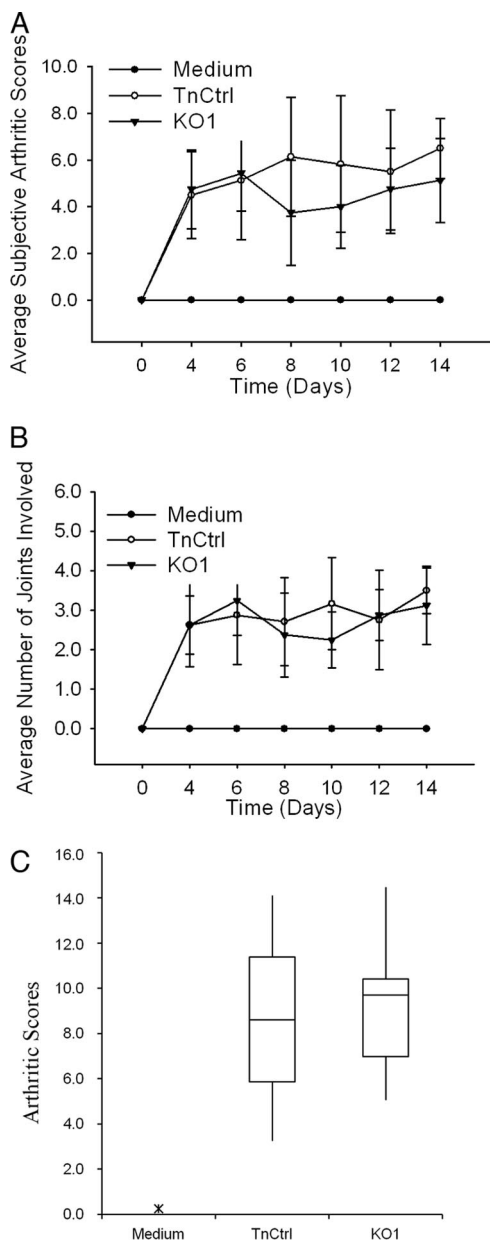 A
Average Subjective Arthritic Scores
10.0
8.0
6.0
4.0
2.0
0.0
Medium
TnCtrl
KO1
0 4 6 8 10 12 14
Time (Days)
B
Average Number of Joints Involved
6.0
5.0
4.0
3.0
2.0
1.0
0.0
Medium
TnCtrl
KO1
0 4 6 8 10 12 14
Time (Days)
C
Arthritic Scores
16.0
14.0
12.0
10.0
8.0
6.0
4.0
2.0
0.0
Medium TnCtrl KO1